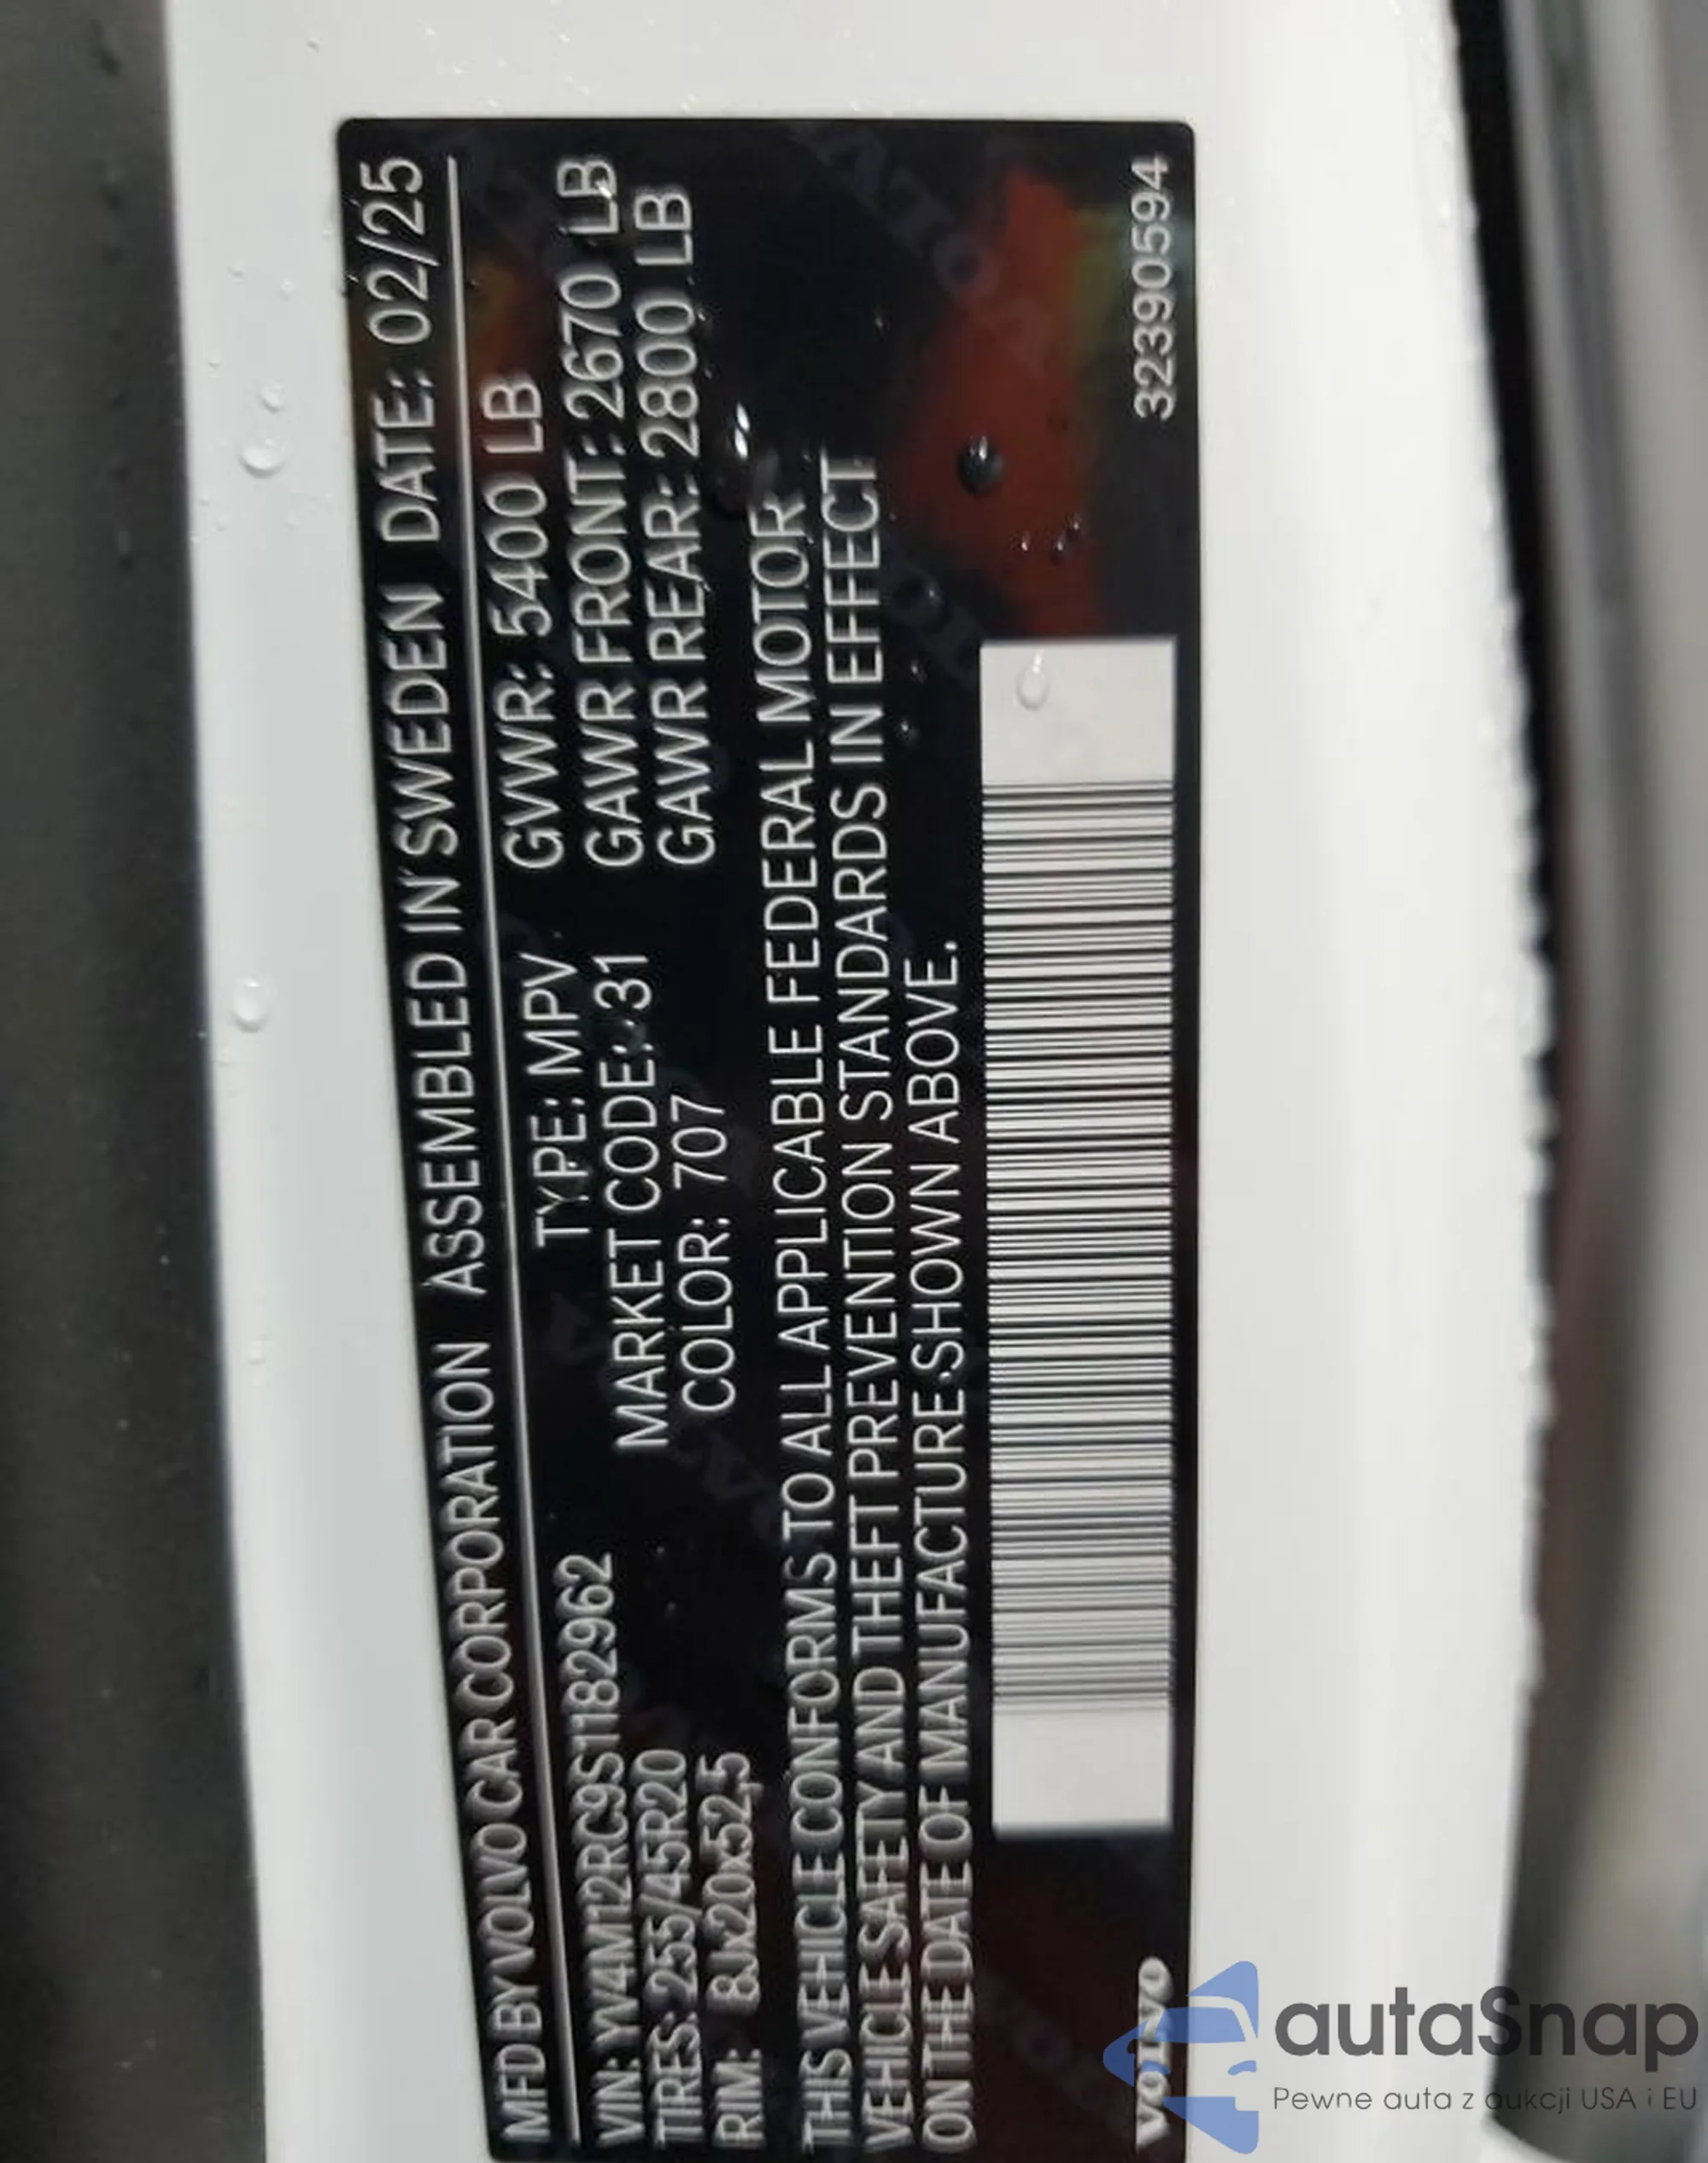 MFD BY VOLVO CAR CORPORATION ASSEMBLED IN SWEDEN DATE: 02/25
VIN: YV4M12RC9S1182962 TYPE: MPV GVWR: 5400 LB
TIRES: 255/45R20 MARKET CODE: 31 GAWR FRONT: 2670 LB
RIM: 8Jx20x52,5 COLOR: 707 GAWR REAR: 2800 LB
THIS VEHICLE CONFORMS TO ALL APPLICABLE FEDERAL MOTOR
VEHICLE SAFETY AND THEFT PREVENTION STANDARDS IN EFFECT
ON THE DATE OF MANUFACTURE SHOWN ABOVE.
VOLVO 32390594
autaSnap
Pewne auta z aukcji USA i EU